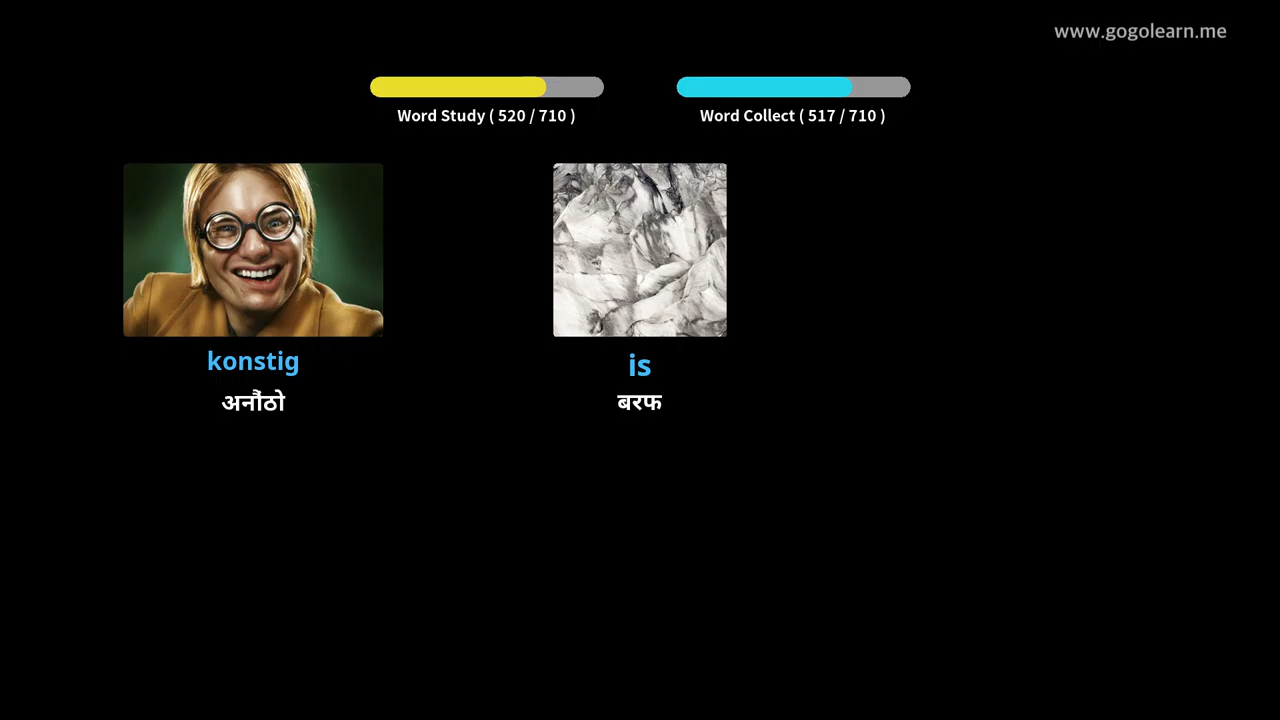 www.gogolearn.me
Word Study ( 520 / 710 )
Word Collect ( 517 / 710 )
konstig
अनौंठो
is
बरफ